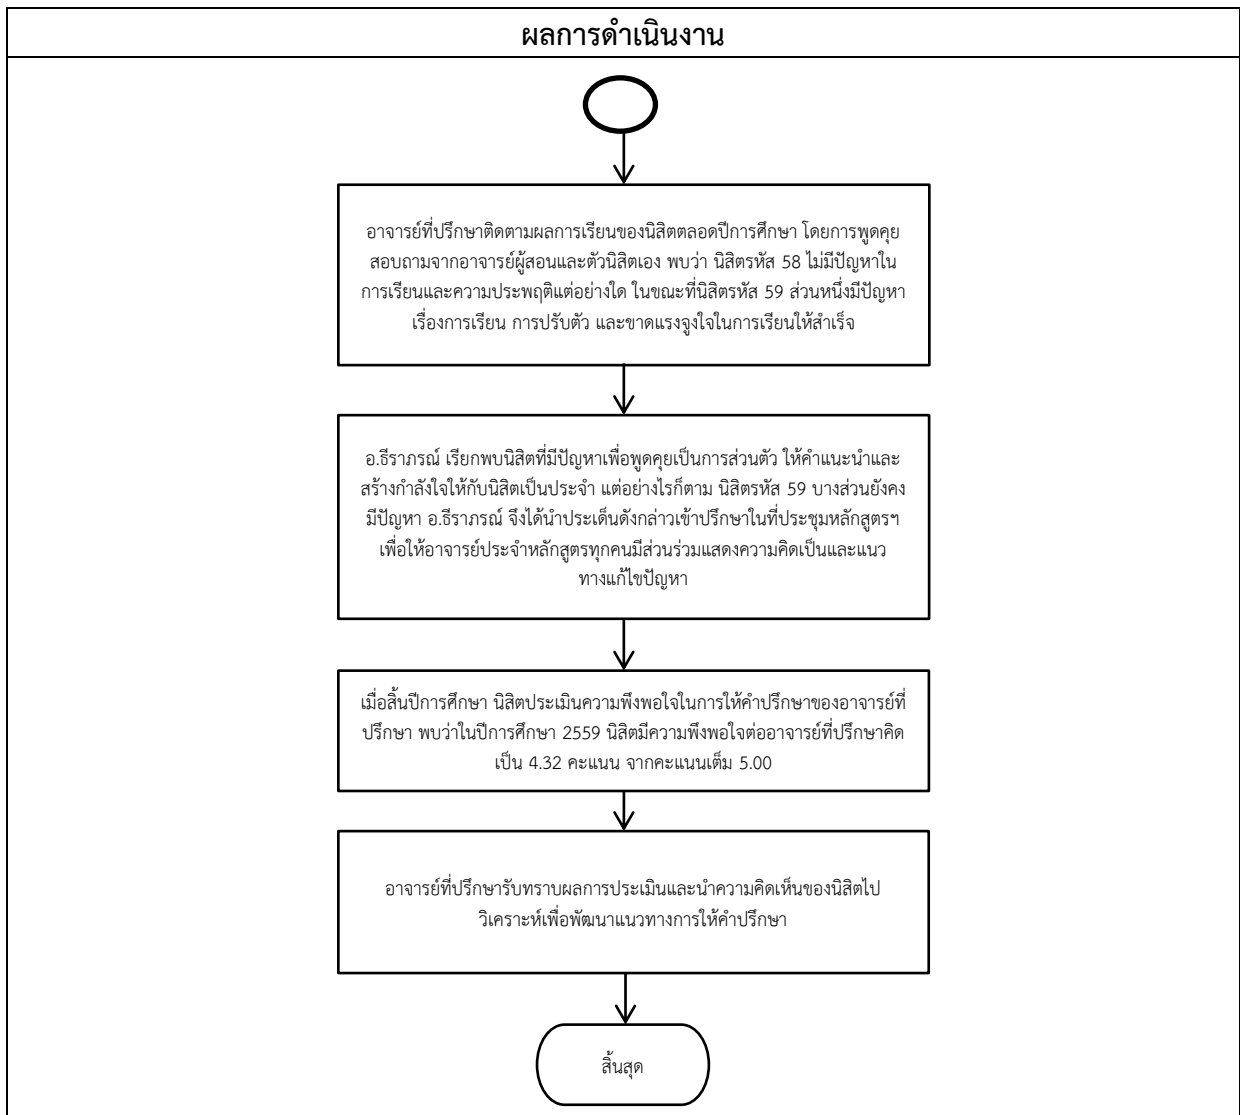 ผลการดำเนินงาน
อาจารย์ที่ปรึกษาติดตามผลการเรียนของนิสิตตลอดปีการศึกษา โดยการพูดคุย
สอบถามจากอาจารย์ผู้สอนและตัวนิสิตเอง พบว่า นิสิตรหัส 58 ไม่มีปัญหาใน
การเรียนและความประพฤติแต่อย่างใด ในขณะที่นิสิตรหัส 59 ส่วนหนึ่งมีปัญหา
เรื่องการเรียน การปรับตัว และขาดแรงจูงใจในการเรียนให้สำเร็จ
อ.ธีราภรณ์ เรียกพบนิสิตที่มีปัญหาเพื่อพูดคุยเป็นการส่วนตัว ให้คำแนะนำและ
สร้างกำลังใจให้กับนิสิตเป็นประจำ แต่อย่างไรก็ตาม นิสิตรหัส 59 บางส่วนยังคง
มีปัญหา อ.ธีราภรณ์ จึงได้นำประเด็นดังกล่าวเข้าปรึกษาในที่ประชุมหลักสูตรฯ
เพื่อให้อาจารย์ประจำหลักสูตรทุกคนมีส่วนร่วมแสดงความคิดเป็นและแนว
ทางแก้ไขปัญหา
เมื่อสิ้นปีการศึกษา นิสิตประเมินความพึงพอใจในการให้คำปรึกษาของอาจารย์ที่
ปรึกษา พบว่าในปีการศึกษา 2559 นิสิตมีความพึงพอใจต่ออาจารย์ที่ปรึกษาคิด
เป็น 4.32 คะแนน จากคะแนนเต็ม 5.00
อาจารย์ที่ปรึกษารับทราบผลการประเมินและนำความคิดเห็นของนิสิตไป
วิเคราะห์เพื่อพัฒนาแนวทางการให้คำปรึกษา
สิ้นสุด